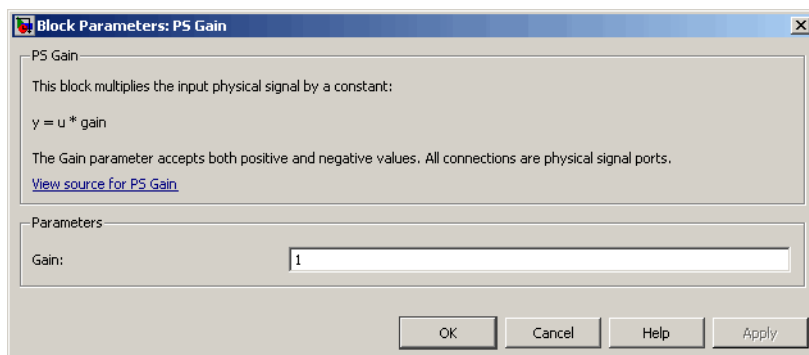 Block Parameters: PS Gain
PS Gain
This block multiplies the input physical signal by a constant:
y = u * gain
The Gain parameter accepts both positive and negative values. All connections are physical signal ports.
View source for PS Gain
Parameters
Gain: 1
OK Cancel Help Apply